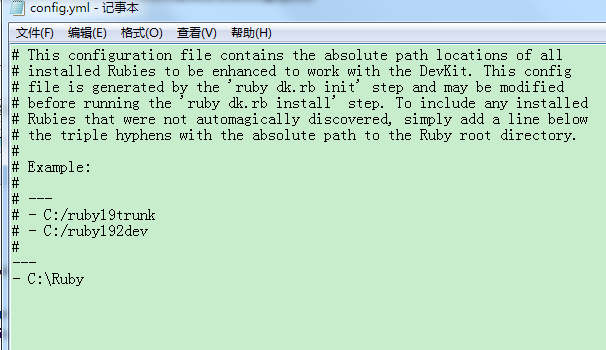 config.yml - 记事本
文件(F) 编辑(E) 格式(O) 查看(V) 帮助(H)
# This configuration file contains the absolute path locations of all
# installed Rubies to be enhanced to work with the DevKit. This config
# file is generated by the 'ruby dk.rb init' step and may be modified
# before running the 'ruby dk.rb install' step. To include any installed
# Rubies that were not automagically discovered, simply add a line below
# the triple hyphens with the absolute path to the Ruby root directory.
#
# Example:
#
# ---
# - C:/ruby19trunk
# - C:/ruby192dev
#
---
- C:\Ruby